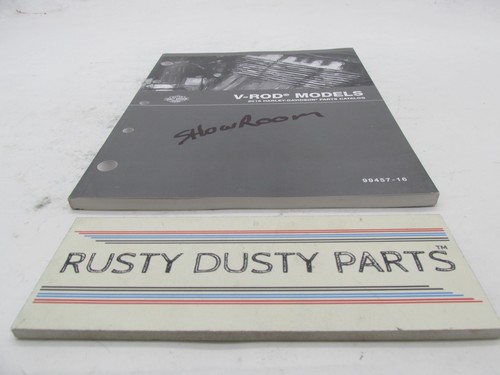 V-ROD® MODELS
2016 HARLEY-DAVIDSON® PARTS CATALOG
SHOWROOM
99457-16
RUSTY DUSTY PARTS™